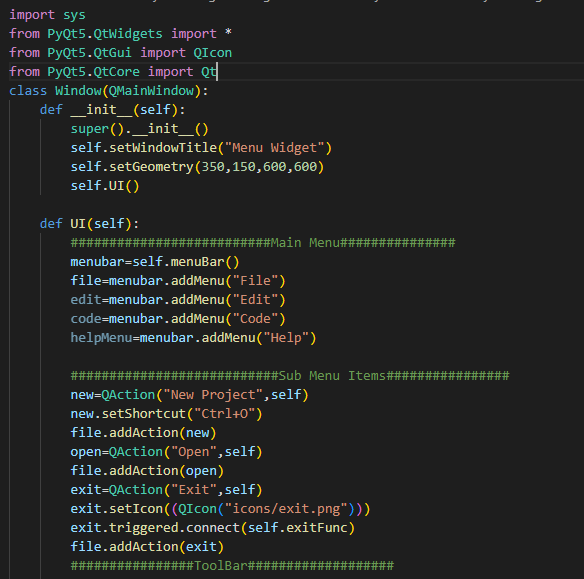 import sys
from PyQt5.QtWidgets import *
from PyQt5.QtGui import QIcon
from PyQt5.QtCore import Qt
class Window(QMainWindow):
    def __init__(self):
        super().__init__()
        self.setWindowTitle("Menu Widget")
        self.setGeometry(350,150,600,600)
        self.UI()

    def UI(self):
        ##########################Main Menu###############
        menubar=self.menuBar()
        file=menubar.addMenu("File")
        edit=menubar.addMenu("Edit")
        code=menubar.addMenu("Code")
        helpMenu=menubar.addMenu("Help")

        ###########################Sub Menu Items################
        new=QAction("New Project",self)
        new.setShortcut("Ctrl+O")
        file.addAction(new)
        open=QAction("Open",self)
        file.addAction(open)
        exit=QAction("Exit",self)
        exit.setIcon((QIcon("icons/exit.png")))
        exit.triggered.connect(self.exitFunc)
        file.addAction(exit)
        ################ToolBar###################